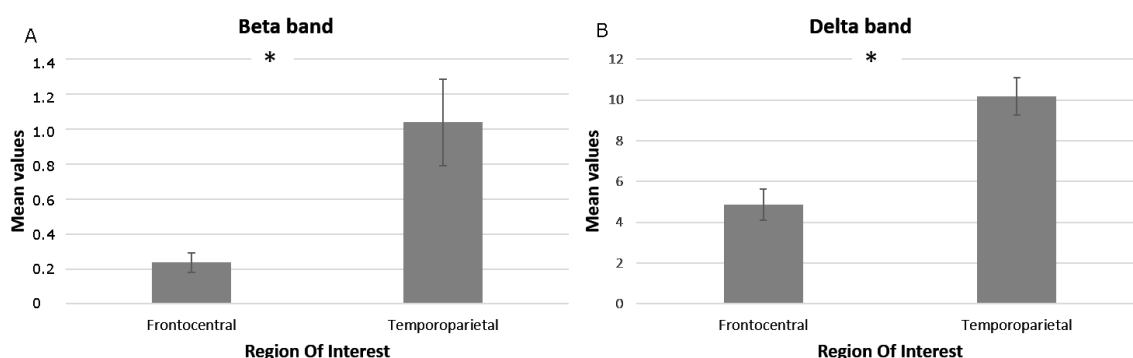 A
Beta band
*
Mean values
1.4
1.2
1.0
0.8
0.6
0.4
0.2
0
Frontocentral
Temporoparietal
Region Of Interest
B
Delta band
*
Mean values
12
10
8
6
4
2
0
Frontocentral
Temporoparietal
Region Of Interest